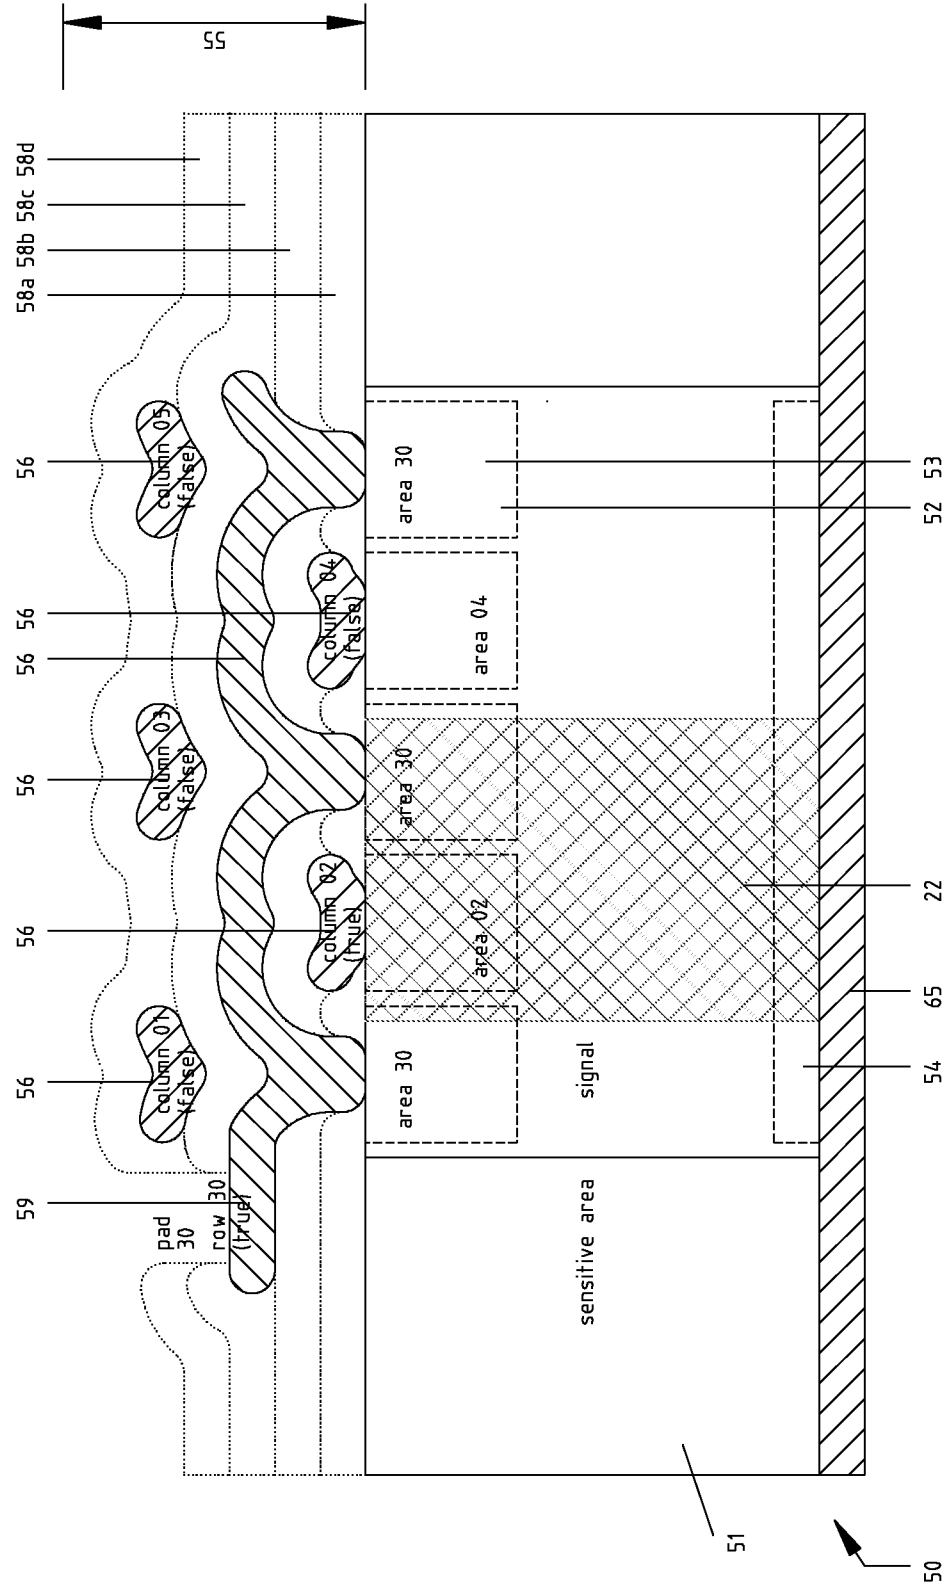 55
58a 58b 58c 58d
59
56
56
56
56
56
56
56
pad
30
row 30
(true)
column 01
(false)
column 03
(false)
column 05
(false)
column 02
(true)
column 04
(false)
area 30
area 02
area 30
area 04
area 30
signal
sensitive area
51
50
54
65
22
52
53